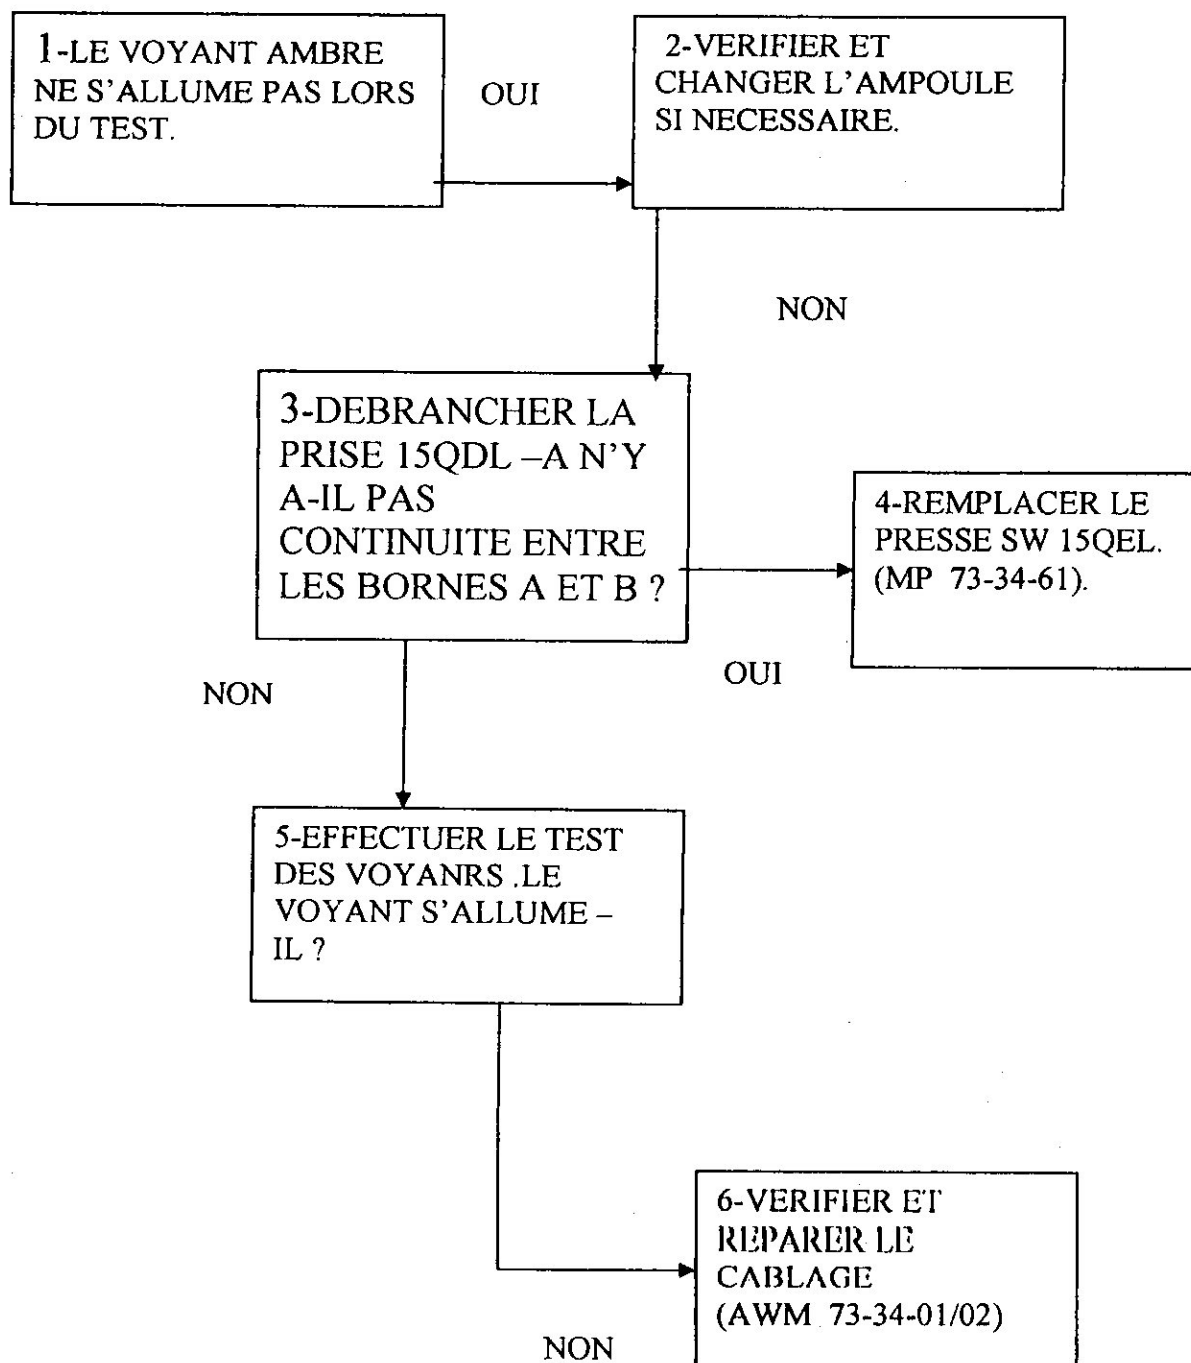 1-LE VOYANT AMBRE
NE S'ALLUME PAS LORS
DU TEST.
OUI
2-VERIFIER ET
CHANGER L'AMPOULE
SI NECESSAIRE.
NON
3-DEBRANCHER LA
PRISE 15QDL –A N'Y
A-IL PAS
CONTINUITE ENTRE
LES BORNES A ET B ?
4-REMPLACER LE
PRESSE SW 15QEL.
(MP 73-34-61).
OUI
NON
5-EFFECTUER LE TEST
DES VOYANRS .LE
VOYANT S'ALLUME –
IL ?
6-VERIFIER ET
REPARER LE
CABLAGE
(AWM 73-34-01/02)
NON